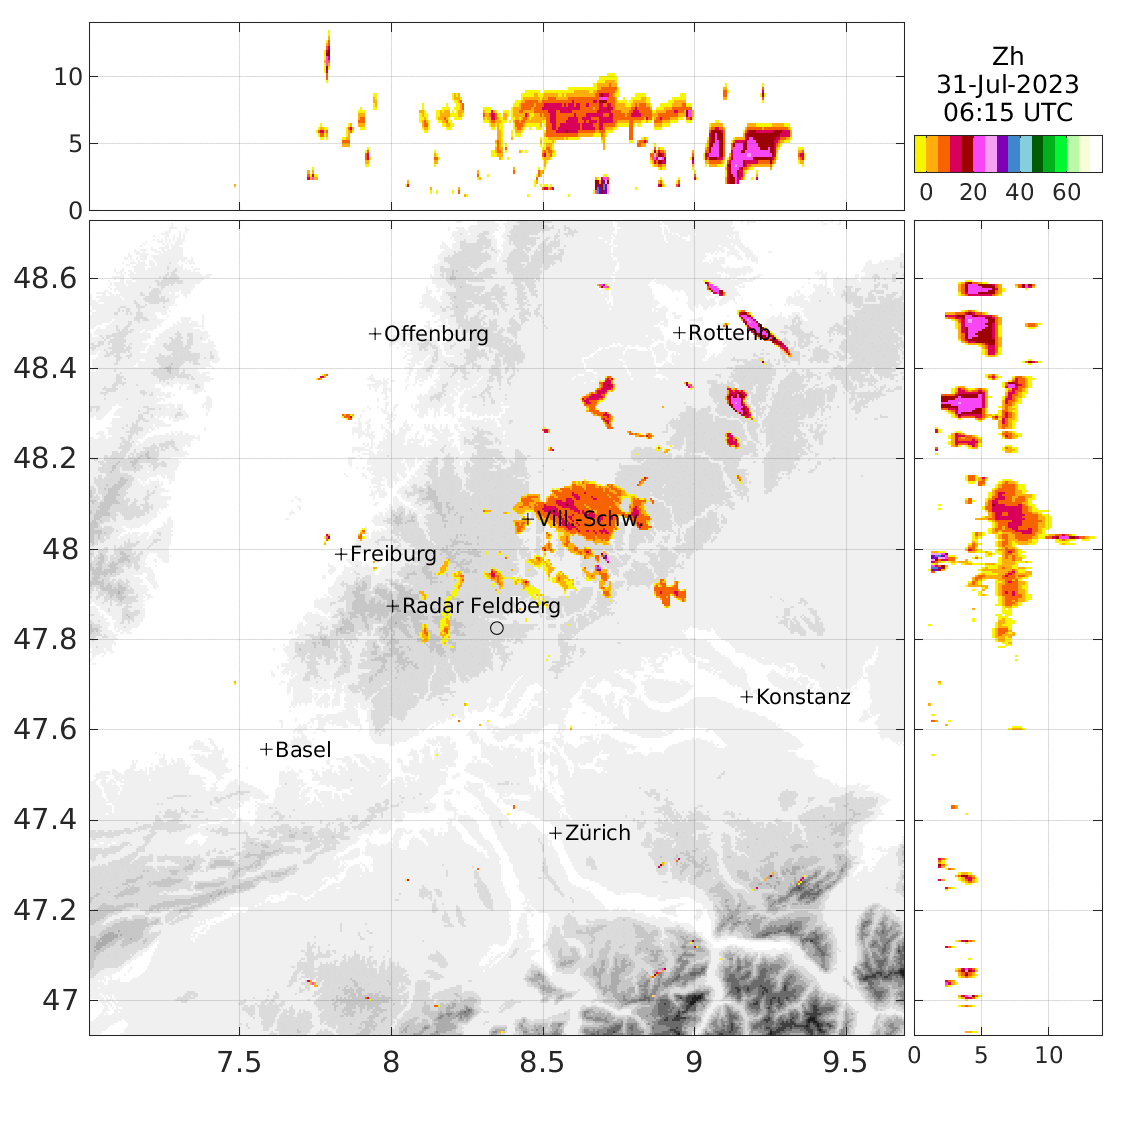 10
5
0
Zh
31-Jul-2023
06:15 UTC
0 20 40 60
48.6
48.4
48.2
48
47.8
47.6
47.4
47.2
47
Offenburg
Rottenb.
Vill.-Schw.
Freiburg
Radar Feldberg
Konstanz
Basel
Zürich
7.5 8 8.5 9 9.5
0 5 10